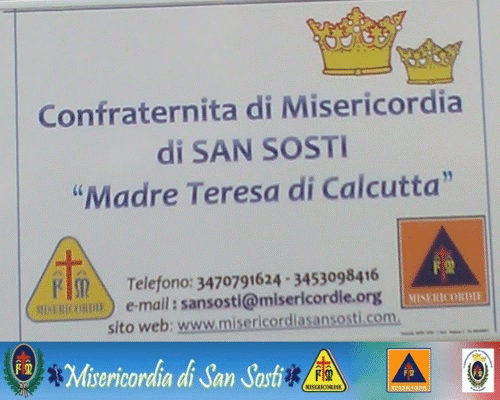 Confraternita di Misericordia
di SAN SOSTI
“Madre Teresa di Calcutta”
Telefono: 3470791624 - 3453098416
e-mail : sansosti@misericordie.org
sito web: www.misericordiasansosti.com.
F M
MISERICORDIE
F M
MISERICORDIE
Misericordia di San Sosti
F M
F M
MISERICORDIE
F M
MISERICORDIE